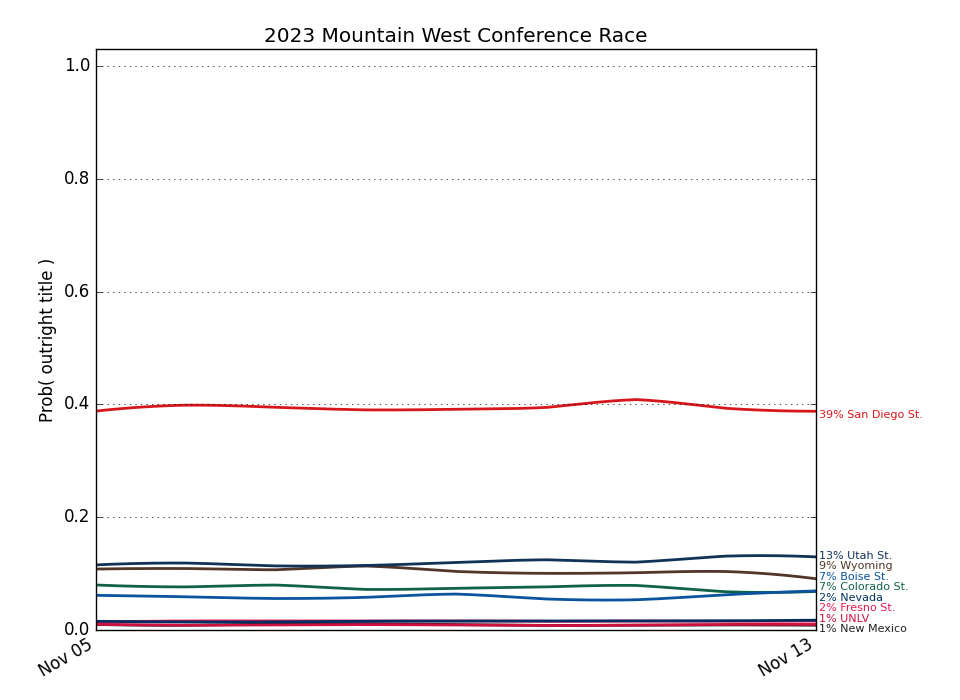 2023 Mountain West Conference Race
Prob( outright title )
1.0
0.8
0.6
0.4
0.2
0.0
39% San Diego St.
13% Utah St.
9% Wyoming
7% Boise St.
7% Colorado St.
2% Nevada
2% Fresno St.
1% UNLV
1% New Mexico
Nov 05
Nov 13